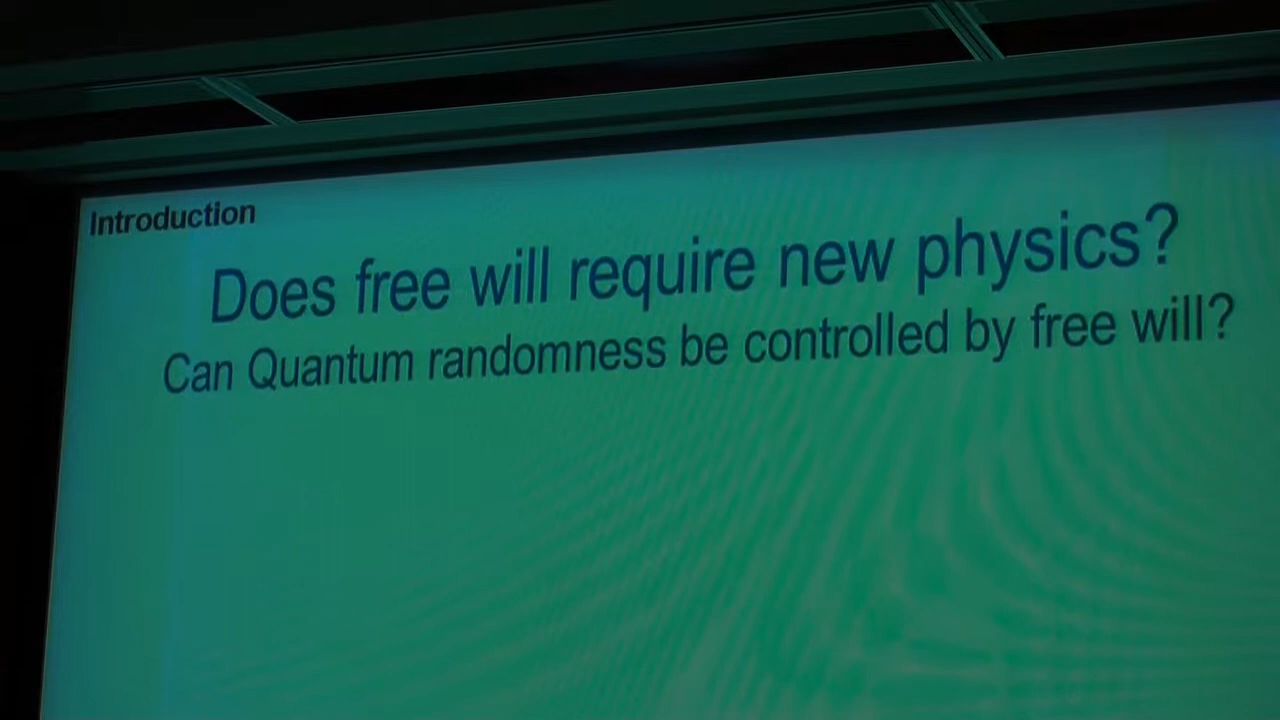 Introduction
Does free will require new physics?
Can Quantum randomness be controlled by free will?